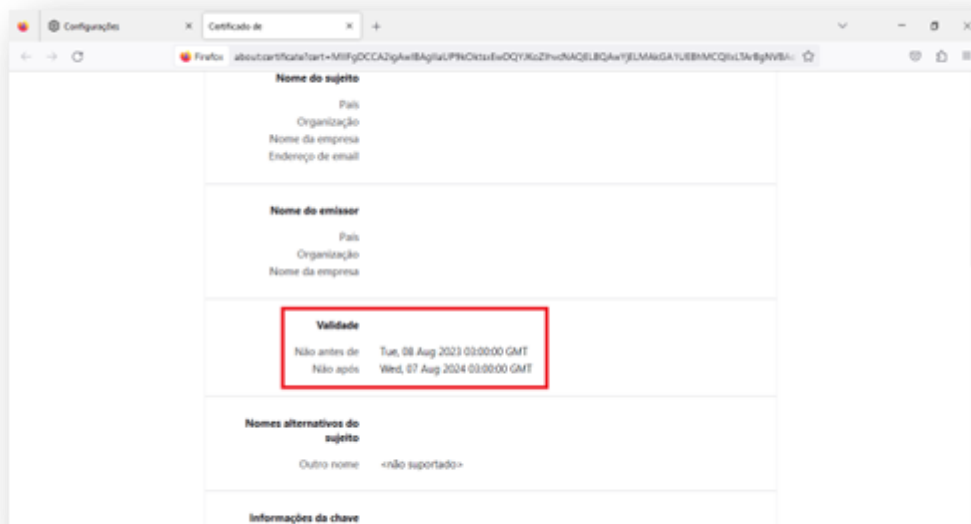 Configurações
Certificado de
Firefox
Nome do sujeito
País
Organização
Nome da empresa
Endereço de email
Nome do emissor
País
Organização
Nome da empresa
Validade
Não antes de Tue, 08 Aug 2023 03:00:00 GMT
Não após Wed, 07 Aug 2024 03:00:00 GMT
Nomes alternativos do
sujeito
Outro nome <não suportado>
Informações da chave